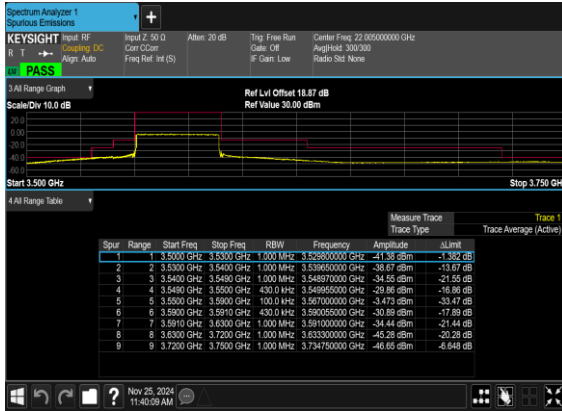 Spectrum Analyzer 1
Spurious Emissions
+
KEYSIGHT Input: RF Input Z: 50 Ω Atten: 20 dB Trig: Free Run Center Freq: 22.005000000 GHz
R T Coupling: DC Corr CCorr Gate: Off Avg|Hold: 300/300
Align: Auto Freq Ref: Int (S) IF Gain: Low Radio Std: None
PASS
3 All Range Graph
Ref Lvl Offset 18.87 dB
Scale/Div 10.0 dB Ref Value 30.00 dBm
20.0
0.00
-20.0
-40.0
-60.0
Start 3.500 GHz Stop 3.750 GH
4 All Range Table
Measure Trace Trace 1
Trace Type Trace Average (Active)
Spur Range Start Freq Stop Freq RBW Frequency Amplitude ΔLimit
1 1 3.5000 GHz 3.5300 GHz 1.000 MHz 3.529800000 GHz -41.38 dBm -1.382 dB
2 2 3.5300 GHz 3.5400 GHz 1.000 MHz 3.539650000 GHz -38.67 dBm -13.67 dB
3 3 3.5400 GHz 3.5490 GHz 1.000 MHz 3.548970000 GHz -34.55 dBm -21.55 dB
4 4 3.5490 GHz 3.5500 GHz 430.0 kHz 3.549955000 GHz -29.86 dBm -16.86 dB
5 5 3.5500 GHz 3.5900 GHz 100.0 kHz 3.567000000 GHz -3.473 dBm -33.47 dB
6 6 3.5900 GHz 3.5910 GHz 430.0 kHz 3.590055000 GHz -30.89 dBm -17.89 dB
7 7 3.5910 GHz 3.6300 GHz 1.000 MHz 3.591000000 GHz -34.44 dBm -21.44 dB
8 8 3.6300 GHz 3.7200 GHz 1.000 MHz 3.633300000 GHz -45.28 dBm -20.28 dB
9 9 3.7200 GHz 3.7500 GHz 1.000 MHz 3.734750000 GHz -46.65 dBm -6.648 dB
? Nov 25, 2024
11:40:09 AM